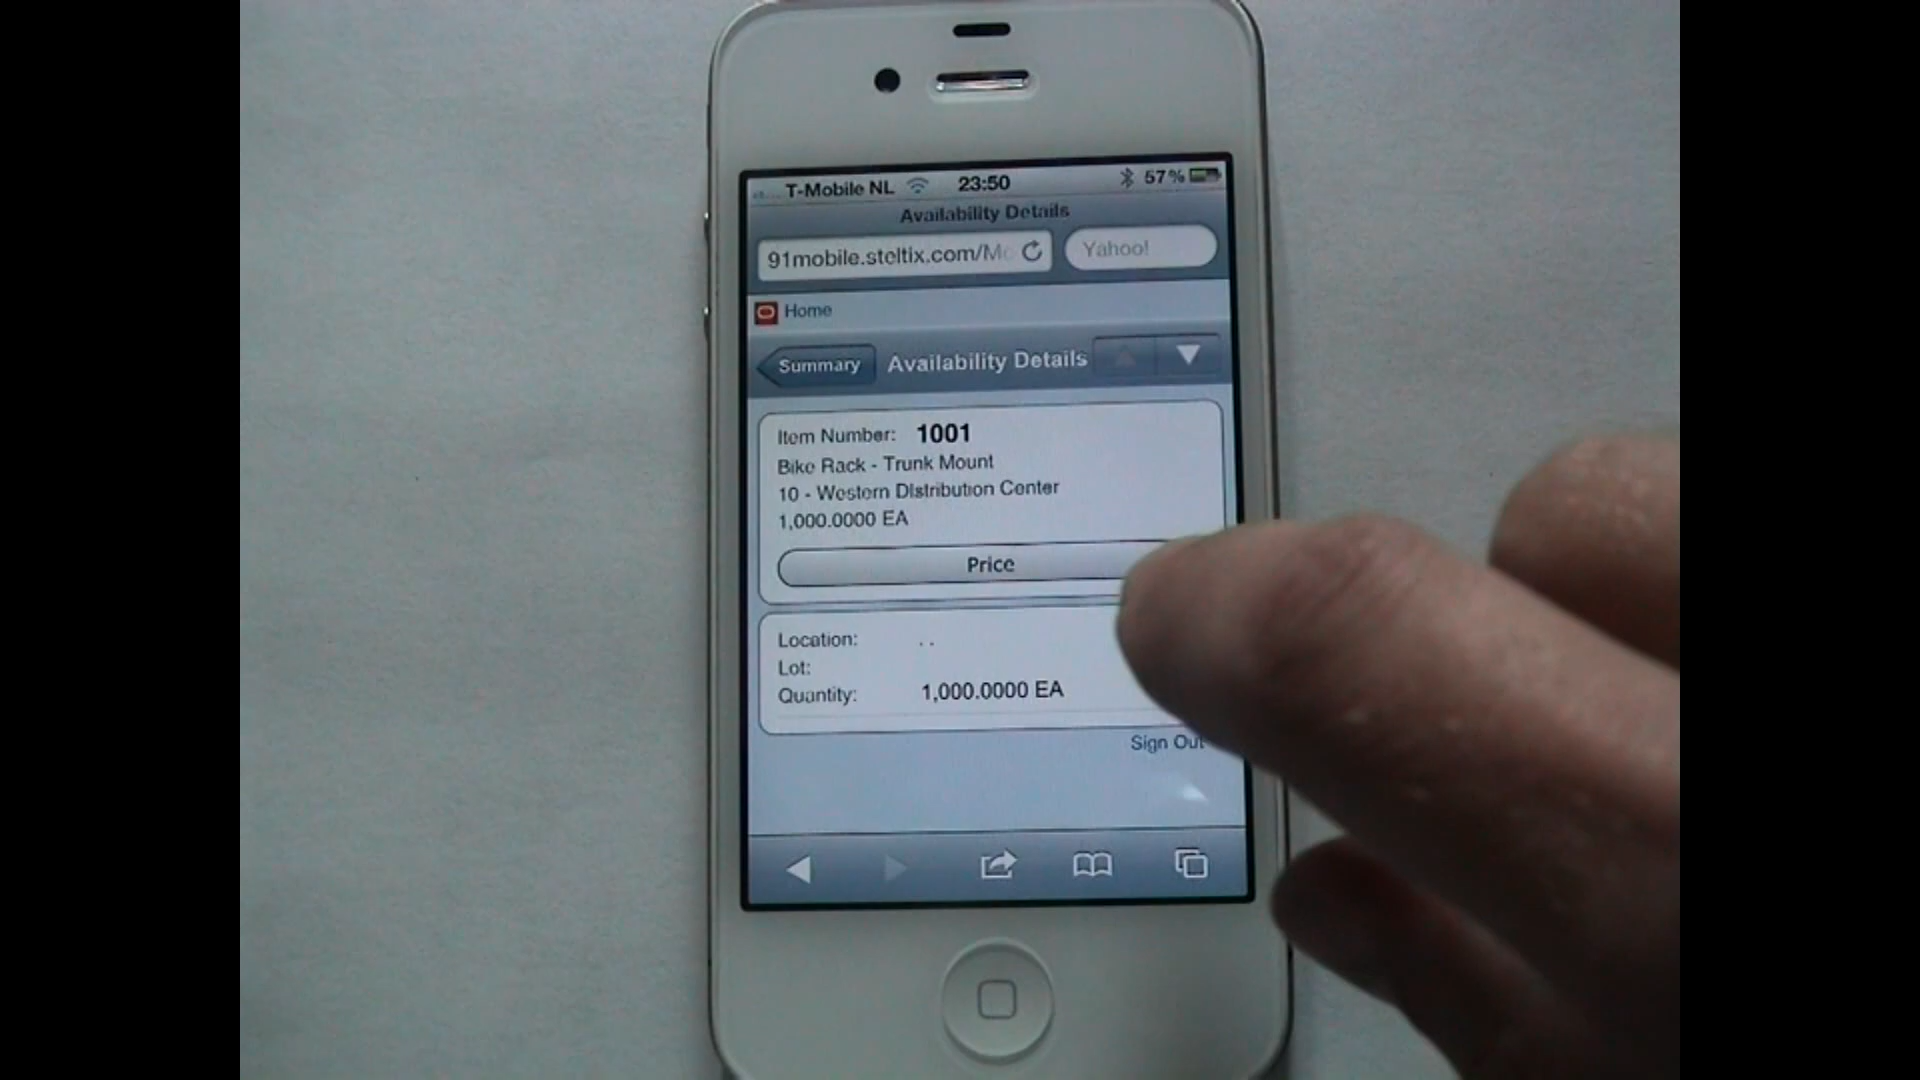 T-Mobile NL 23:50 57%
Availability Details
91mobile.steltix.com/Mo Yahoo!
Home
Summary Availability Details
Item Number: 1001
Bike Rack - Trunk Mount
10 - Western Distribution Center
1,000.0000 EA
Price
Location: . .
Lot:
Quantity: 1,000.0000 EA
Sign Out